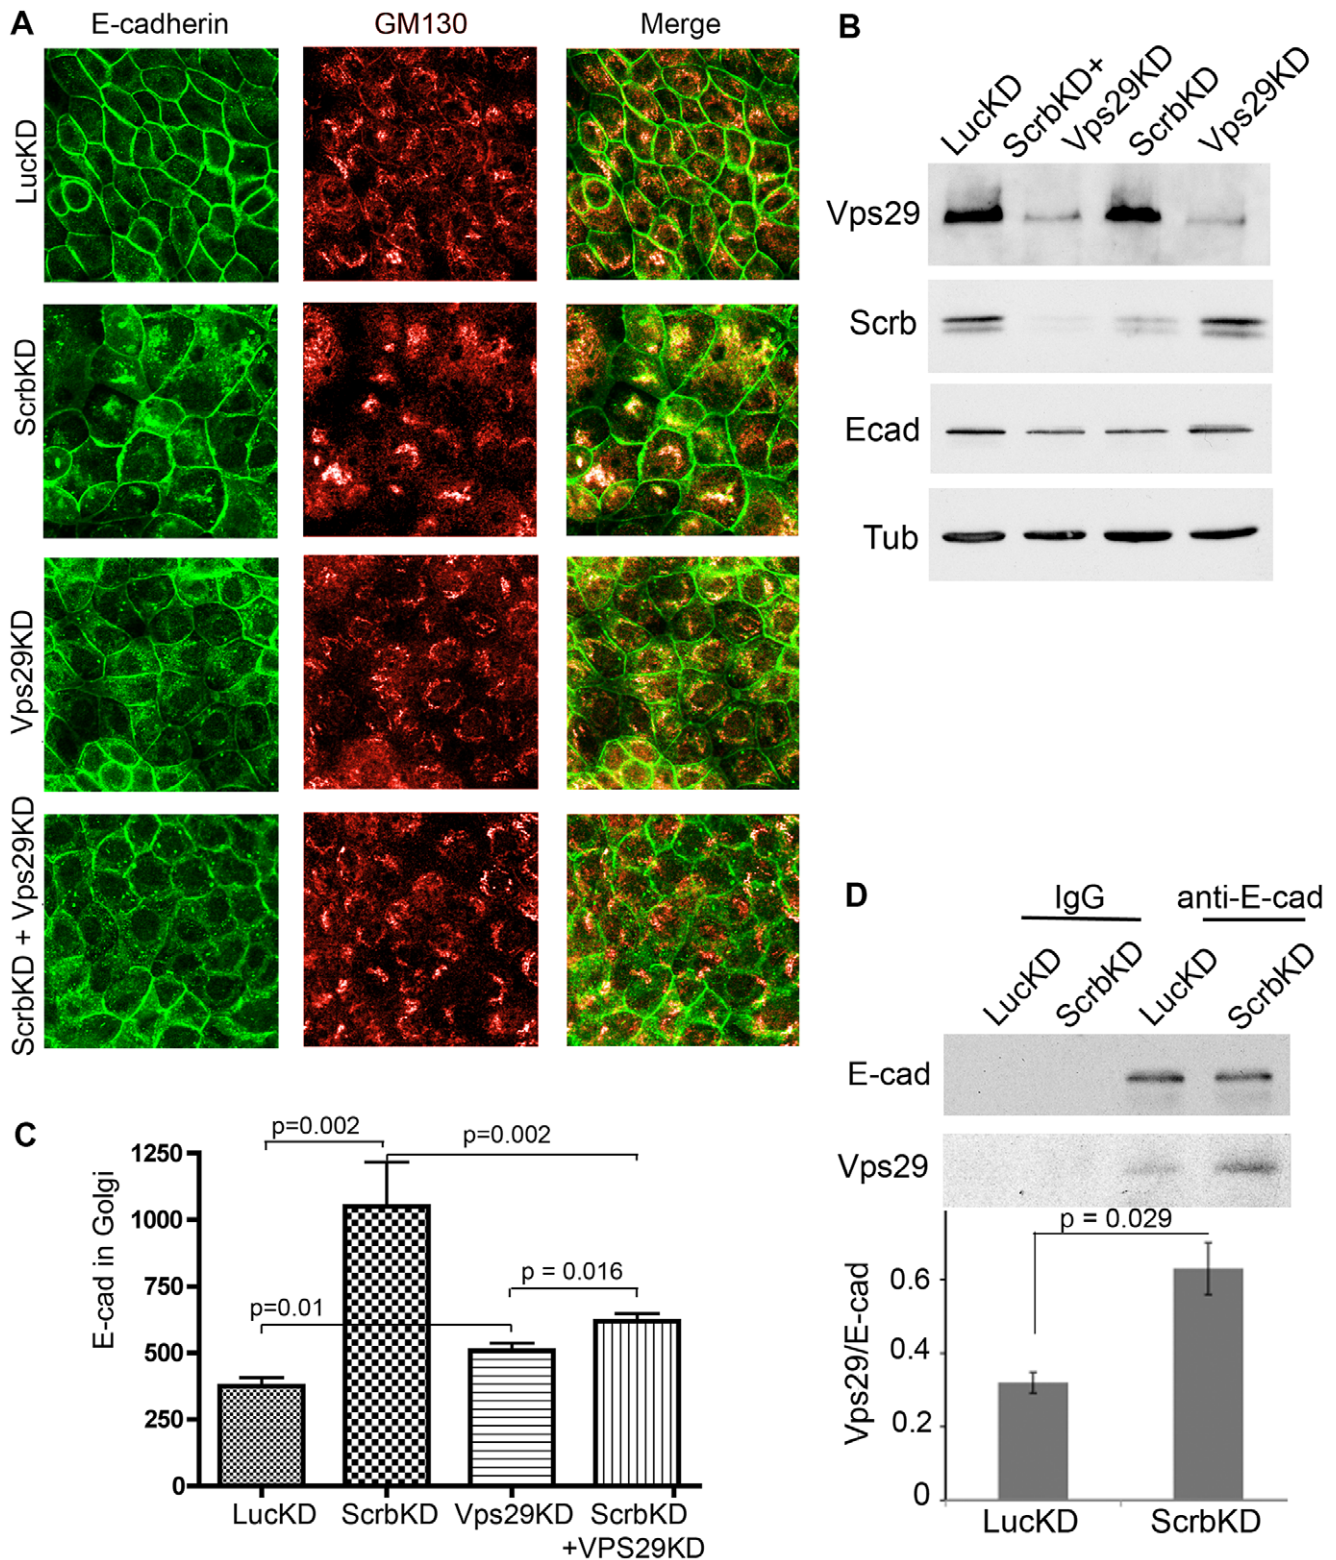 A
E-cadherin
GM130
Merge
LucKD
ScrbKD
Vps29KD
ScrbKD + Vps29KD
B
LucKD
ScrbKD+
Vps29KD
ScrbKD
Vps29KD
Vps29
Scrb
Ecad
Tub
C
E-cad in Golgi
1250
1000
750
500
250
0
p=0.002
p=0.002
p = 0.016
p=0.01
LucKD
ScrbKD
Vps29KD
ScrbKD
+VPS29KD
D
IgG
anti-E-cad
LucKD
ScrbKD
LucKD
ScrbKD
E-cad
Vps29
p = 0.029
Vps29/E-cad
0.6
0.4
0.2
0
LucKD
ScrbKD